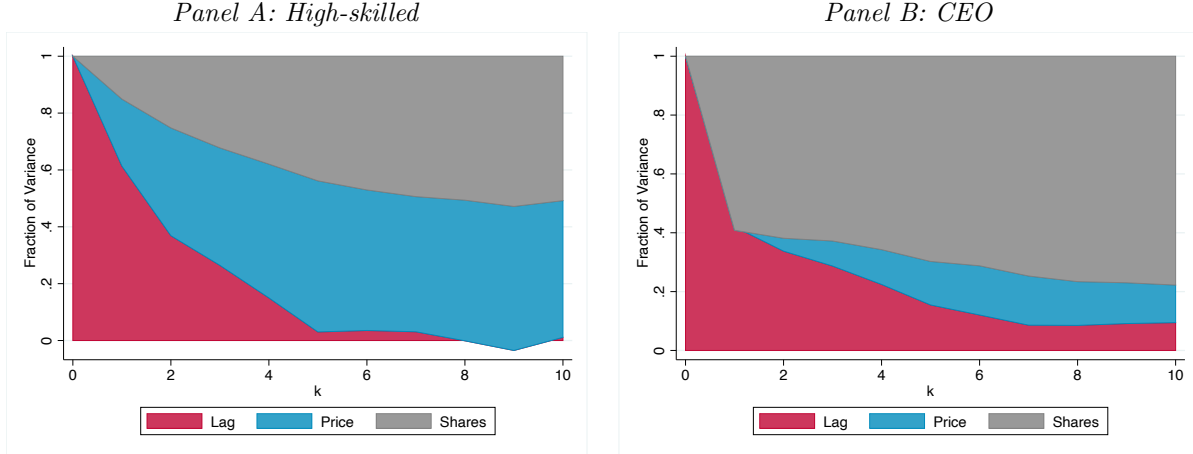 Panel A: High-skilled
Fraction of Variance
1
.8
.6
.4
.2
0
0 2 4 6 8 10
k
Lag Price Shares
Panel B: CEO
Fraction of Variance
1
.8
.6
.4
.2
0
0 2 4 6 8 10
k
Lag Price Shares